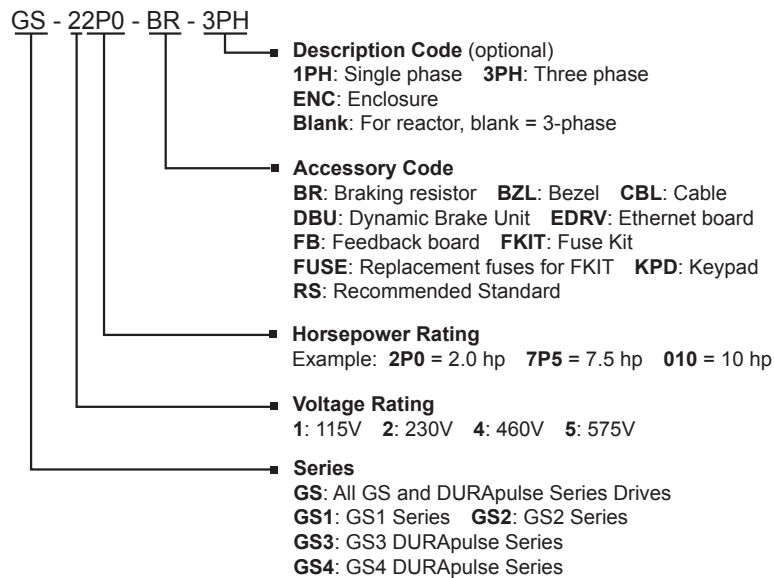 GS - 22P0 - BR - 3PH
Description Code (optional)
1PH: Single phase 3PH: Three phase
ENC: Enclosure
Blank: For reactor, blank = 3-phase
Accessory Code
BR: Braking resistor BZL: Bezel CBL: Cable
DBU: Dynamic Brake Unit EDRV: Ethernet board
FB: Feedback board FKIT: Fuse Kit
FUSE: Replacement fuses for FKIT KPD: Keypad
RS: Recommended Standard
Horsepower Rating
Example: 2P0 = 2.0 hp 7P5 = 7.5 hp 010 = 10 hp
Voltage Rating
1: 115V 2: 230V 4: 460V 5: 575V
Series
GS: All GS and DURApulse Series Drives
GS1: GS1 Series GS2: GS2 Series
GS3: GS3 DURApulse Series
GS4: GS4 DURApulse Series